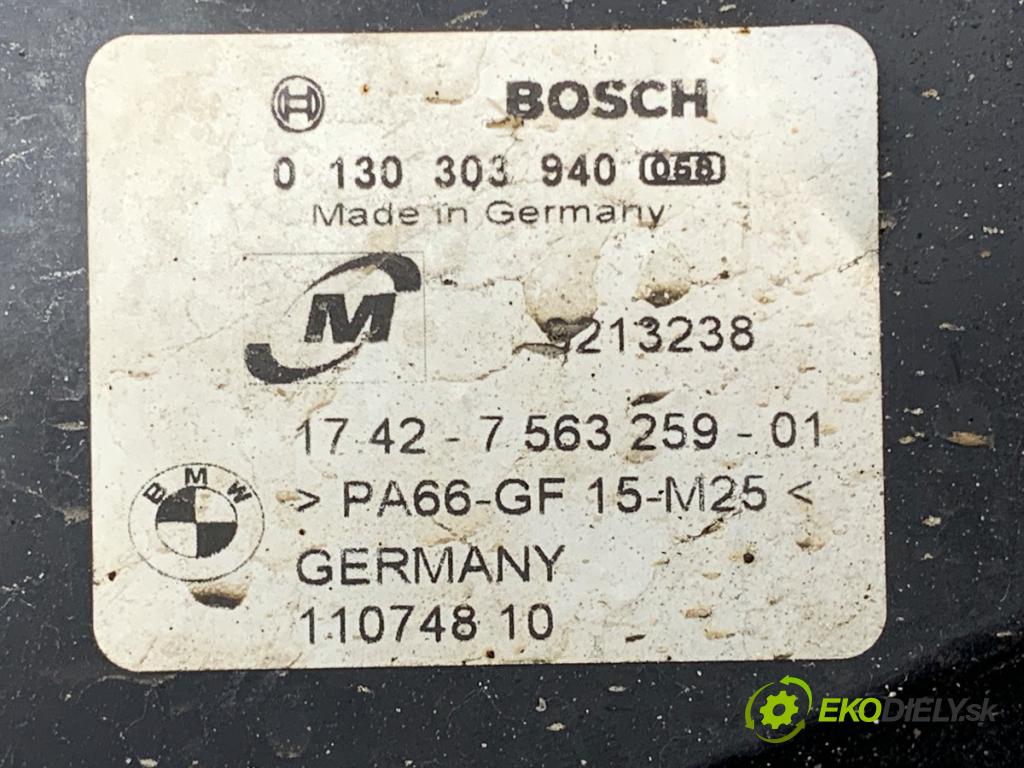 BOSCH
0 130 303 940 058
Made in Germany
M
17 42 - 7 563 259 - 01
BMW
> PA66-GF 15-M25 <
GERMANY
110748 10
EKODIELY.sk